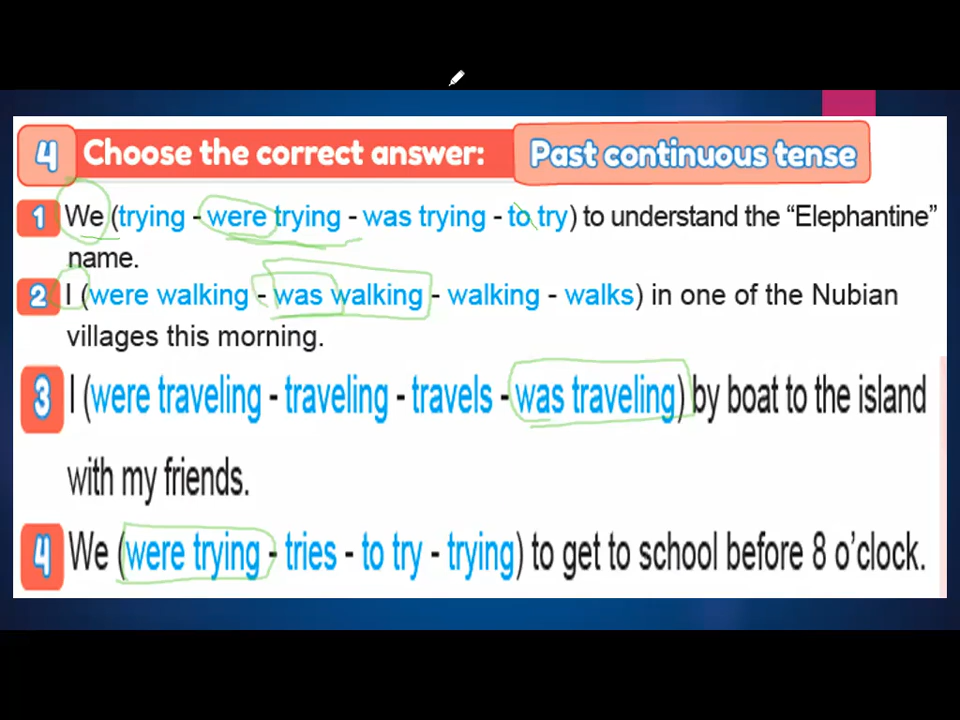 4 Choose the correct answer: Past continuous tense
1 We (trying - were trying - was trying - to try) to understand the “Elephantine”
name.
2 I (were walking - was walking - walking - walks) in one of the Nubian
villages this morning.
3 I (were traveling - traveling - travels - was traveling) by boat to the island
with my friends.
4 We (were trying - tries - to try - trying) to get to school before 8 o’clock.